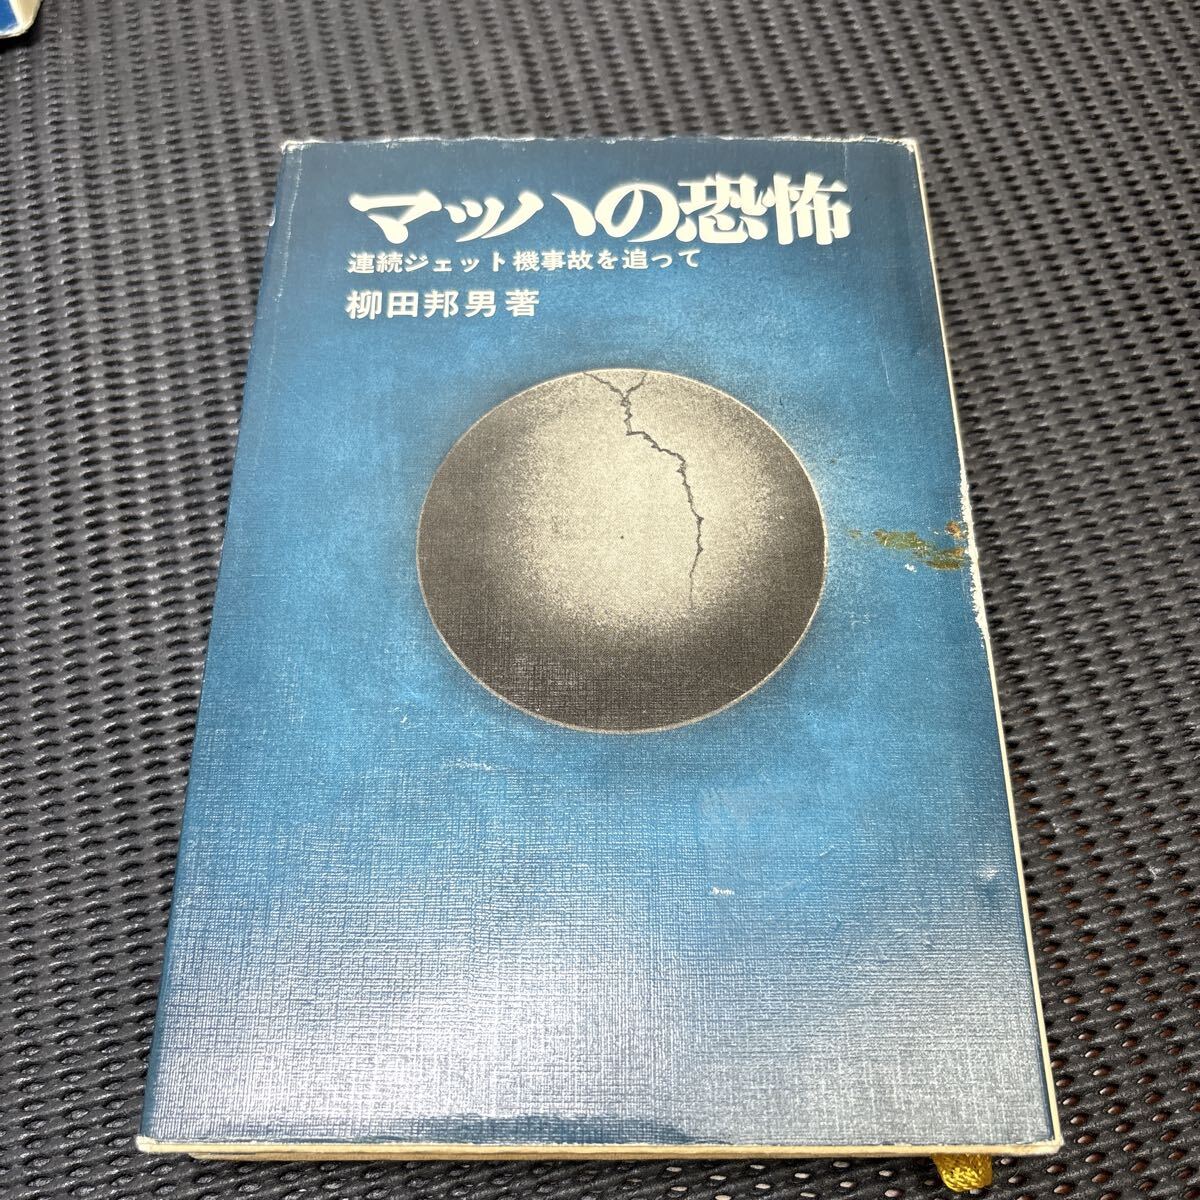 マッハの恐怖
連続ジェット機事故を追って
柳田邦男著